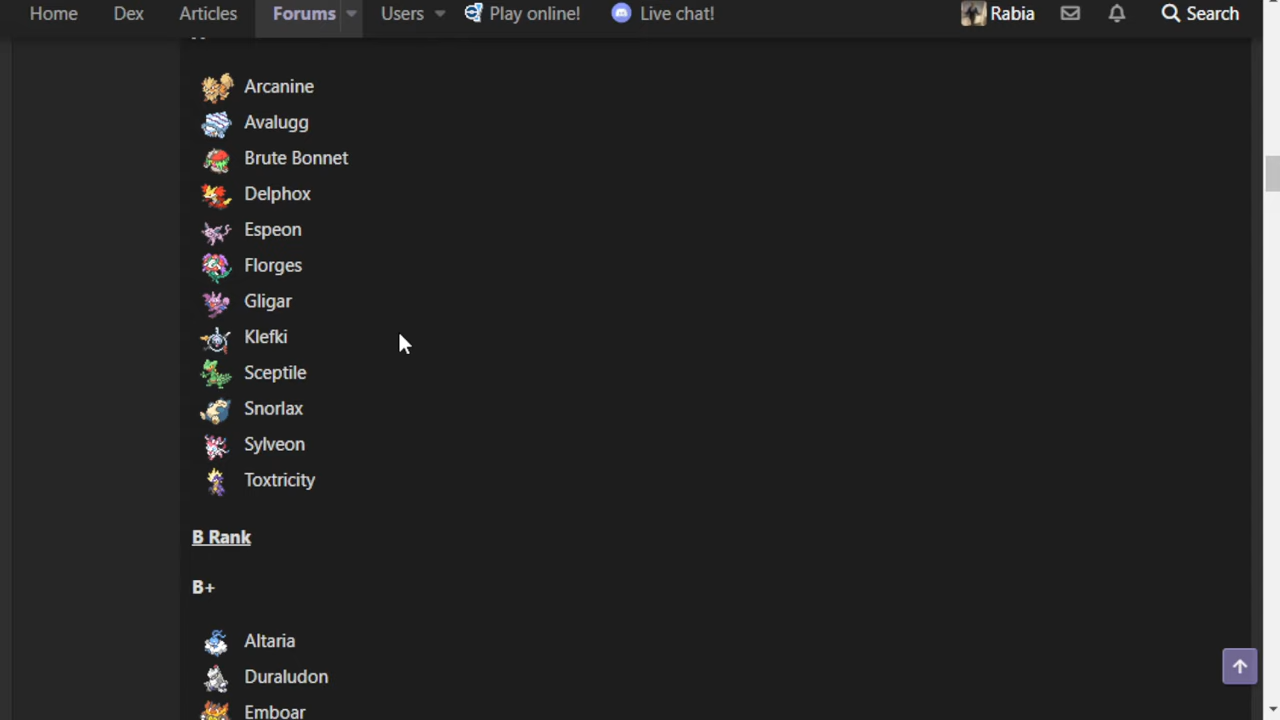 Home Dex Articles Forums Users Play online! Live chat! Rabia Search
Arcanine
Avalugg
Brute Bonnet
Delphox
Espeon
Florges
Gligar
Klefki
Sceptile
Snorlax
Sylveon
Toxtricity
B Rank
B+
Altaria
Duraludon
Emboar